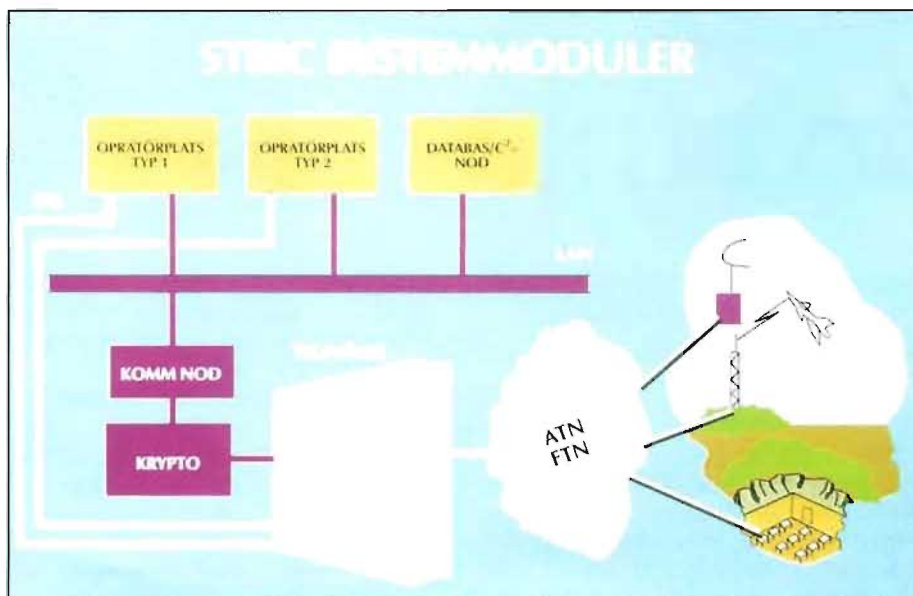 STRIC SYSTEMMODULER
OPRATÖRPLATS
TYP 1
OPRATÖRPLATS
TYP 2
DATABAS/C²-
NOD
LAN
KOMM NOD
KRYPTO
ATN
FTN